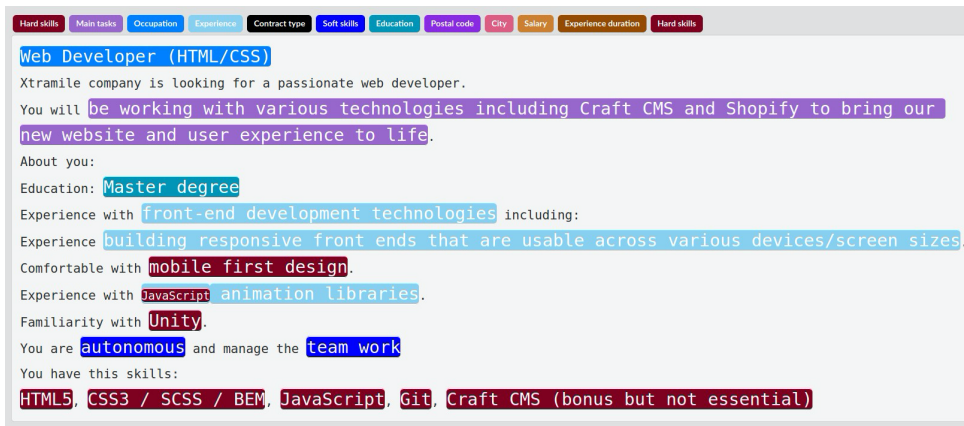 Hard skills Main tasks Occupation Experience Contract type Soft skills Education Postal code City Salary Experience duration Hard skills
Web Developer (HTML/CSS)
Xtramile company is looking for a passionate web developer.
You will be working with various technologies including Craft CMS and Shopify to bring our
new website and user experience to life.
About you:
Education: Master degree
Experience with front-end development technologies including:
Experience building responsive front ends that are usable across various devices/screen sizes.
Comfortable with mobile first design.
Experience with JavaScript animation libraries.
Familiarity with Unity.
You are autonomous and manage the team work
You have this skills:
HTML5, CSS3 / SCSS / BEM, JavaScript, Git, Craft CMS (bonus but not essential)